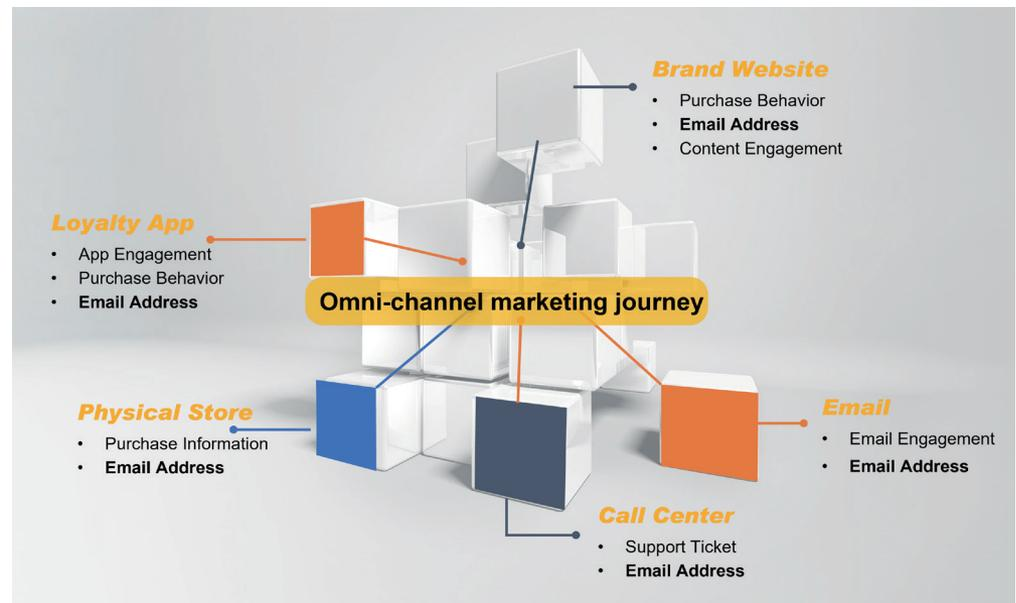 Brand Website
• Purchase Behavior
• Email Address
• Content Engagement
Loyalty App
• App Engagement
• Purchase Behavior
• Email Address
Omni-channel marketing journey
Physical Store
• Purchase Information
• Email Address
Email
• Email Engagement
• Email Address
Call Center
• Support Ticket
• Email Address